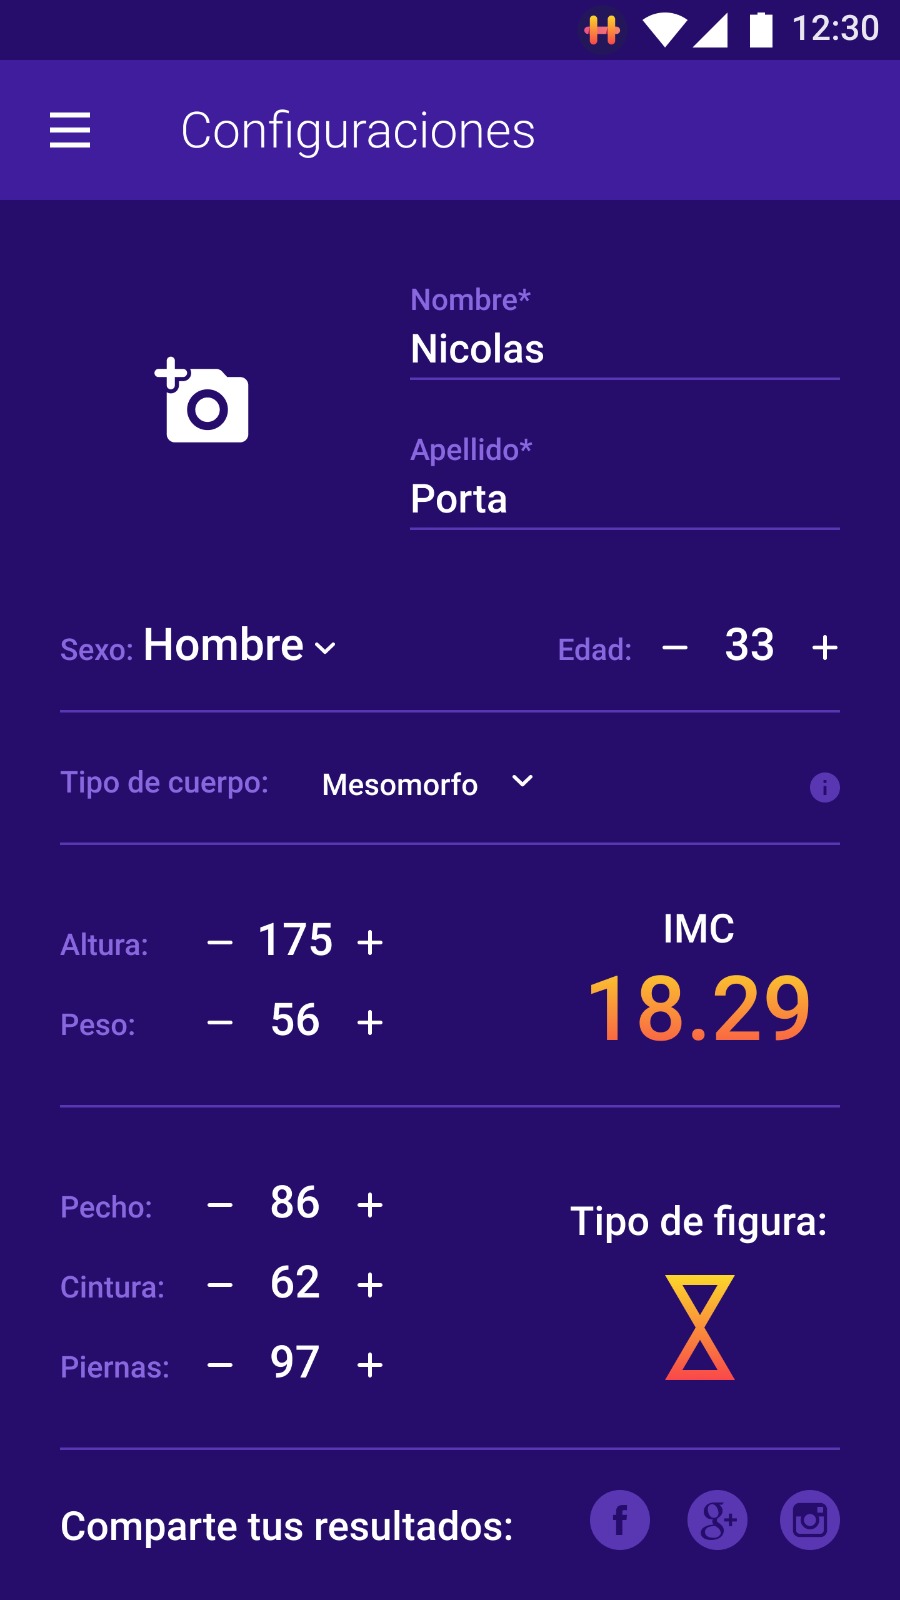 12:30
Configuraciones
Nombre*
Nicolas
Apellido*
Porta
Sexo: Hombre
Edad: − 33 +
Tipo de cuerpo: Mesomorfo
i
Altura: − 175 +
Peso: − 56 +
IMC
18.29
Pecho: − 86 +
Cintura: − 62 +
Piernas: − 97 +
Tipo de figura:
Comparte tus resultados: f g+